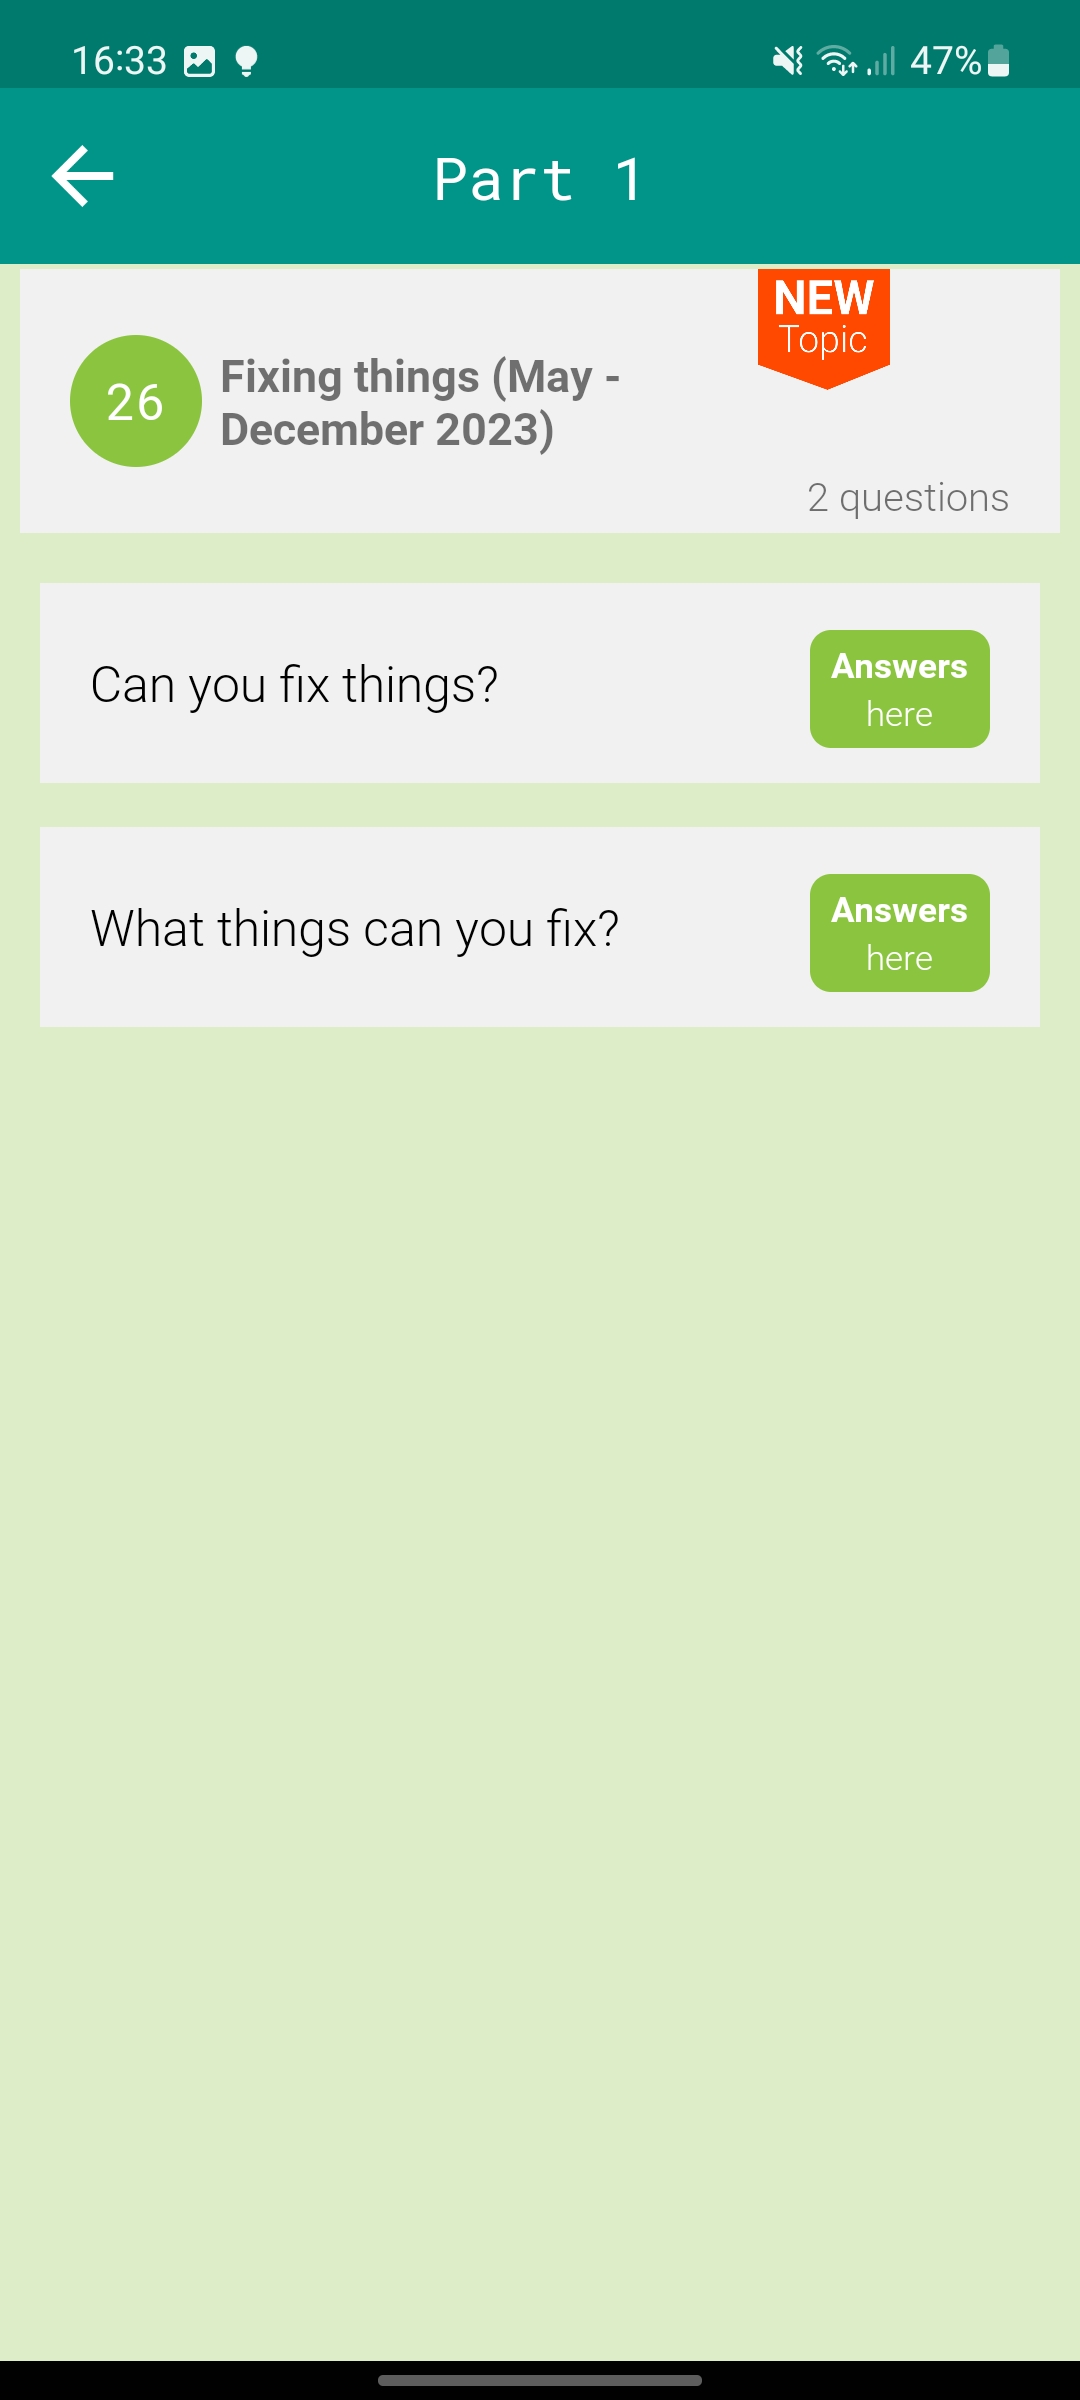 16:33
47%
Part 1
NEW
Topic
26
Fixing things (May -
December 2023)
2 questions
Can you fix things?
Answers
here
What things can you fix?
Answers
here